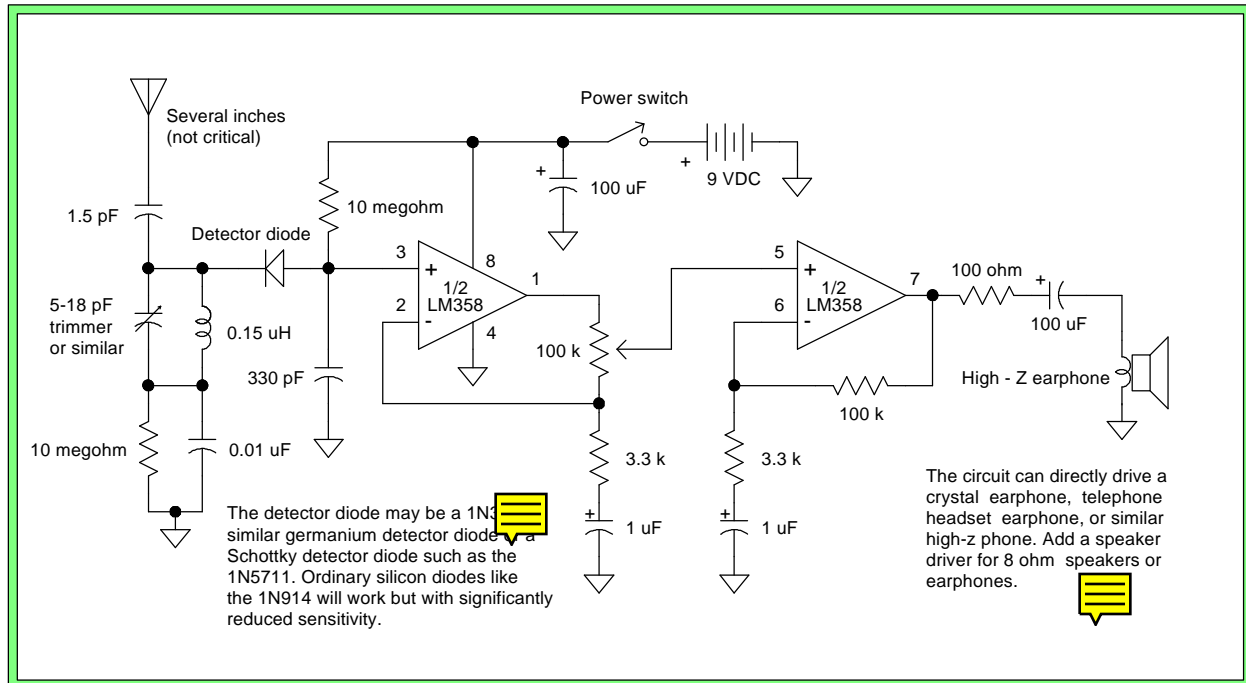 Several inches
(not critical)
1.5 pF
5-18 pF
trimmer
or similar
0.15 uH
10 megohm
0.01 uF
Detector diode
10 megohm
330 pF
3
+
2
-
8
1/2
LM358
4
1
100 k
3.3 k
+
1 uF
Power switch
+
100 uF
+
9 VDC
5
+
6
-
1/2
LM358
7
100 k
3.3 k
+
1 uF
100 ohm
+
100 uF
High - Z earphone
The detector diode may be a
similar germanium detector diode
Schottky detector diode such as the
1N5711. Ordinary silicon diodes like
the 1N914 will work but with significantly
reduced sensitivity.
The circuit can directly drive a
crystal earphone, telephone
headset earphone, or similar
high-z phone. Add a speaker
driver for 8 ohm speakers or
earphones.